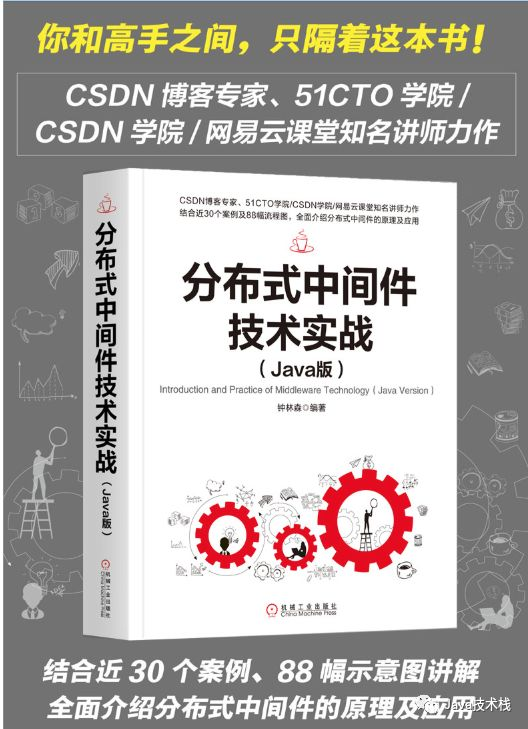 你和高手之间，只隔着这本书！
CSDN 博客专家、51CTO 学院 /
CSDN 学院 / 网易云课堂知名讲师力作
CSDN博客专家、51CTO学院/CSDN学院/网易云课堂知名讲师力作
结合近30个案例及88幅流程图，全面介绍分布式中间件的原理及应用
分布式中间件
技术实战
（Java版）
Introduction and Practice of Middleware Technology（Java Version）
钟林森◎编著
机械工业出版社
China Machine Press
分布式中间件技术实战（Java版）
机械工业出版社
China Machine Press
结合近 30 个案例、88 幅示意图讲解
全面介绍分布式中间件的原理及应用
Java技术栈